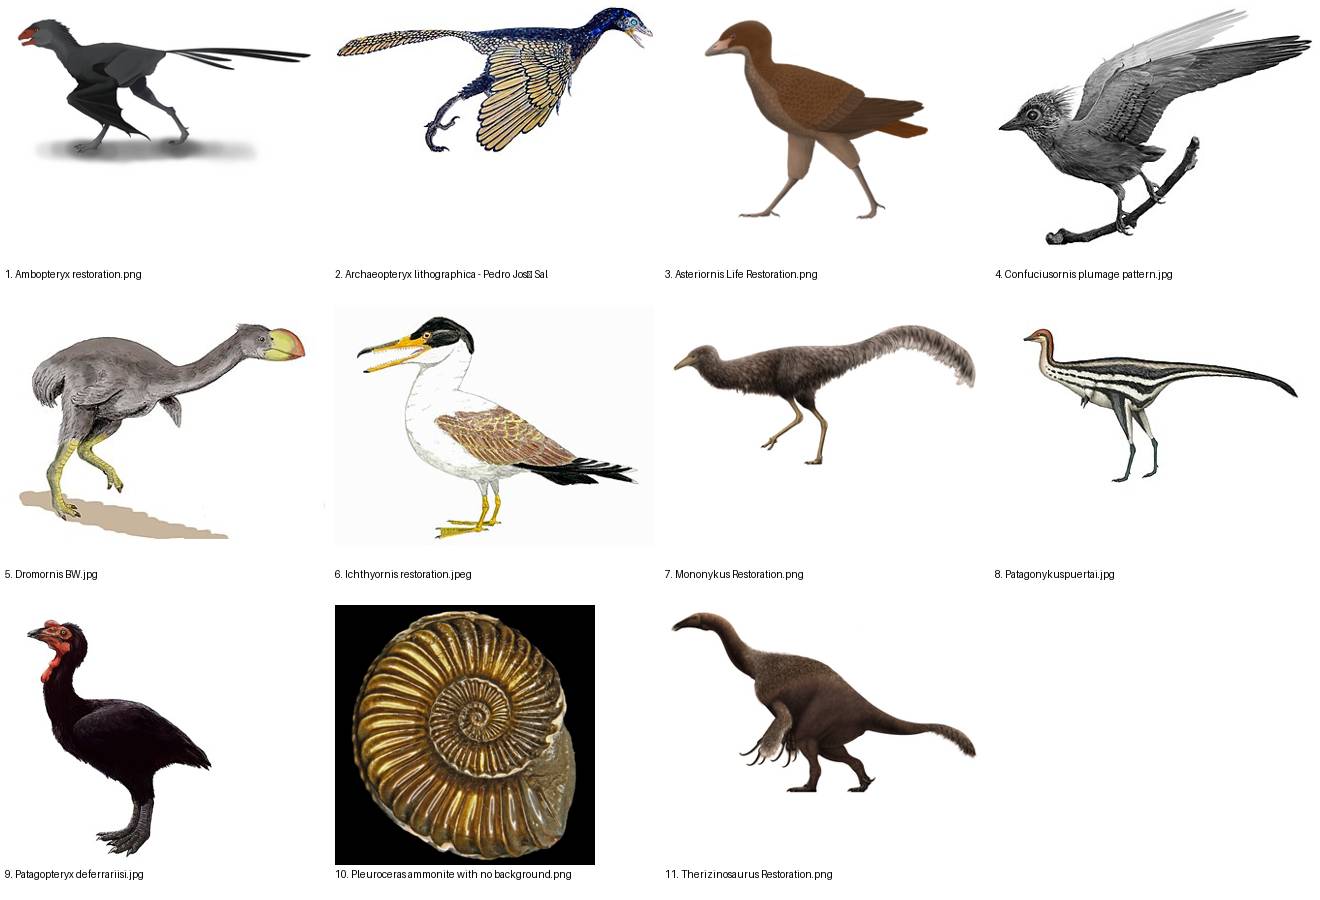 1. Ambopteryx restoration.png
2. Archaeopteryx lithographica - Pedro Jos Sal
3. Asteriornis Life Restoration.png
4. Confuciusornis plumage pattern.jpg
5. Dromornis BW.jpg
6. Ichthyornis restoration.jpeg
7. Mononykus Restoration.png
8. Patagonykuspuertai.jpg
9. Patagopteryx deferrariisi.jpg
10. Pleuroceras ammonite with no background.png
11. Therizinosaurus Restoration.png